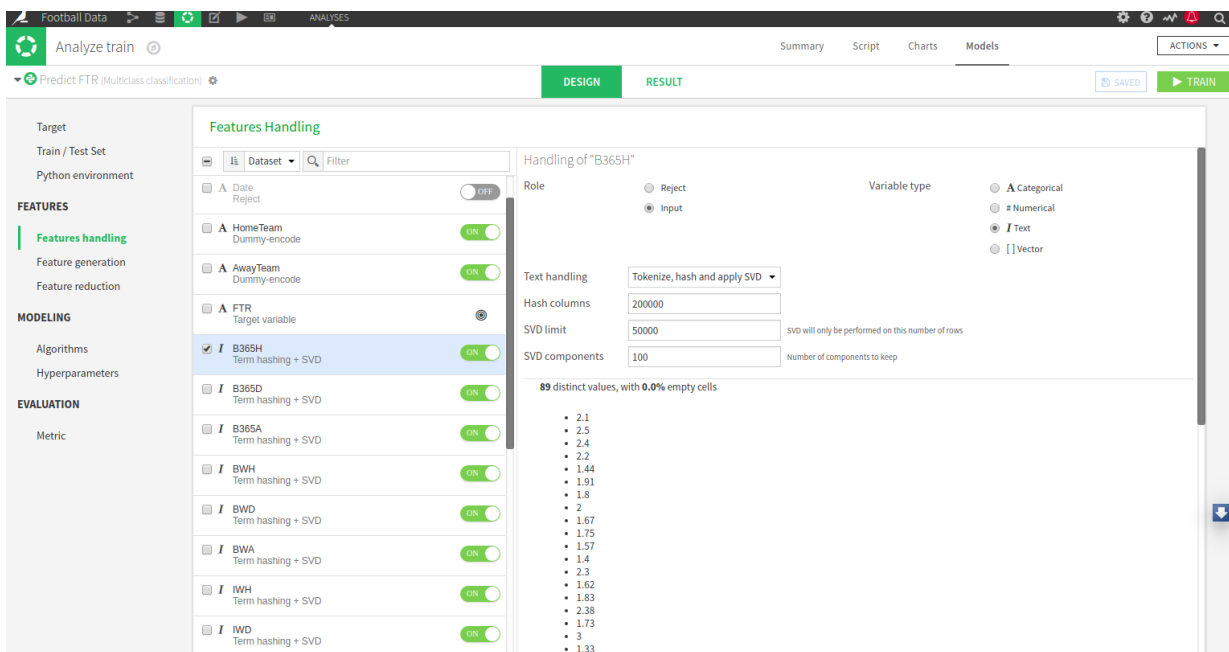 Football Data ANALYSES
Analyze train Summary Script Charts Models ACTIONS
Predict FTR (Multiclass classification) DESIGN RESULT SAVED TRAIN
Target
Train / Test Set
Python environment
FEATURES
Features handling
Feature generation
Feature reduction
MODELING
Algorithms
Hyperparameters
EVALUATION
Metric
Features Handling
Dataset Filter
A Date OFF
Reject
A HomeTeam ON
Dummy-encode
A AwayTeam ON
Dummy-encode
A FTR
Target variable
I B365H ON
Term hashing + SVD
I B365D ON
Term hashing + SVD
I B365A ON
Term hashing + SVD
I BWH ON
Term hashing + SVD
I BWD ON
Term hashing + SVD
I BWA ON
Term hashing + SVD
I IWH ON
Term hashing + SVD
I IWD ON
Term hashing + SVD
Handling of "B365H"
Role Reject Variable type A Categorical
Input # Numerical
I Text
[ ] Vector
Text handling Tokenize, hash and apply SVD
Hash columns 200000
SVD limit 50000 SVD will only be performed on this number of rows
SVD components 100 Number of components to keep
89 distinct values, with 0.0% empty cells
• 2.1
• 2.5
• 2.4
• 2.2
• 1.44
• 1.91
• 1.8
• 2
• 1.67
• 1.75
• 1.57
• 1.4
• 2.3
• 1.62
• 1.83
• 2.38
• 1.73
• 3
• 1.33